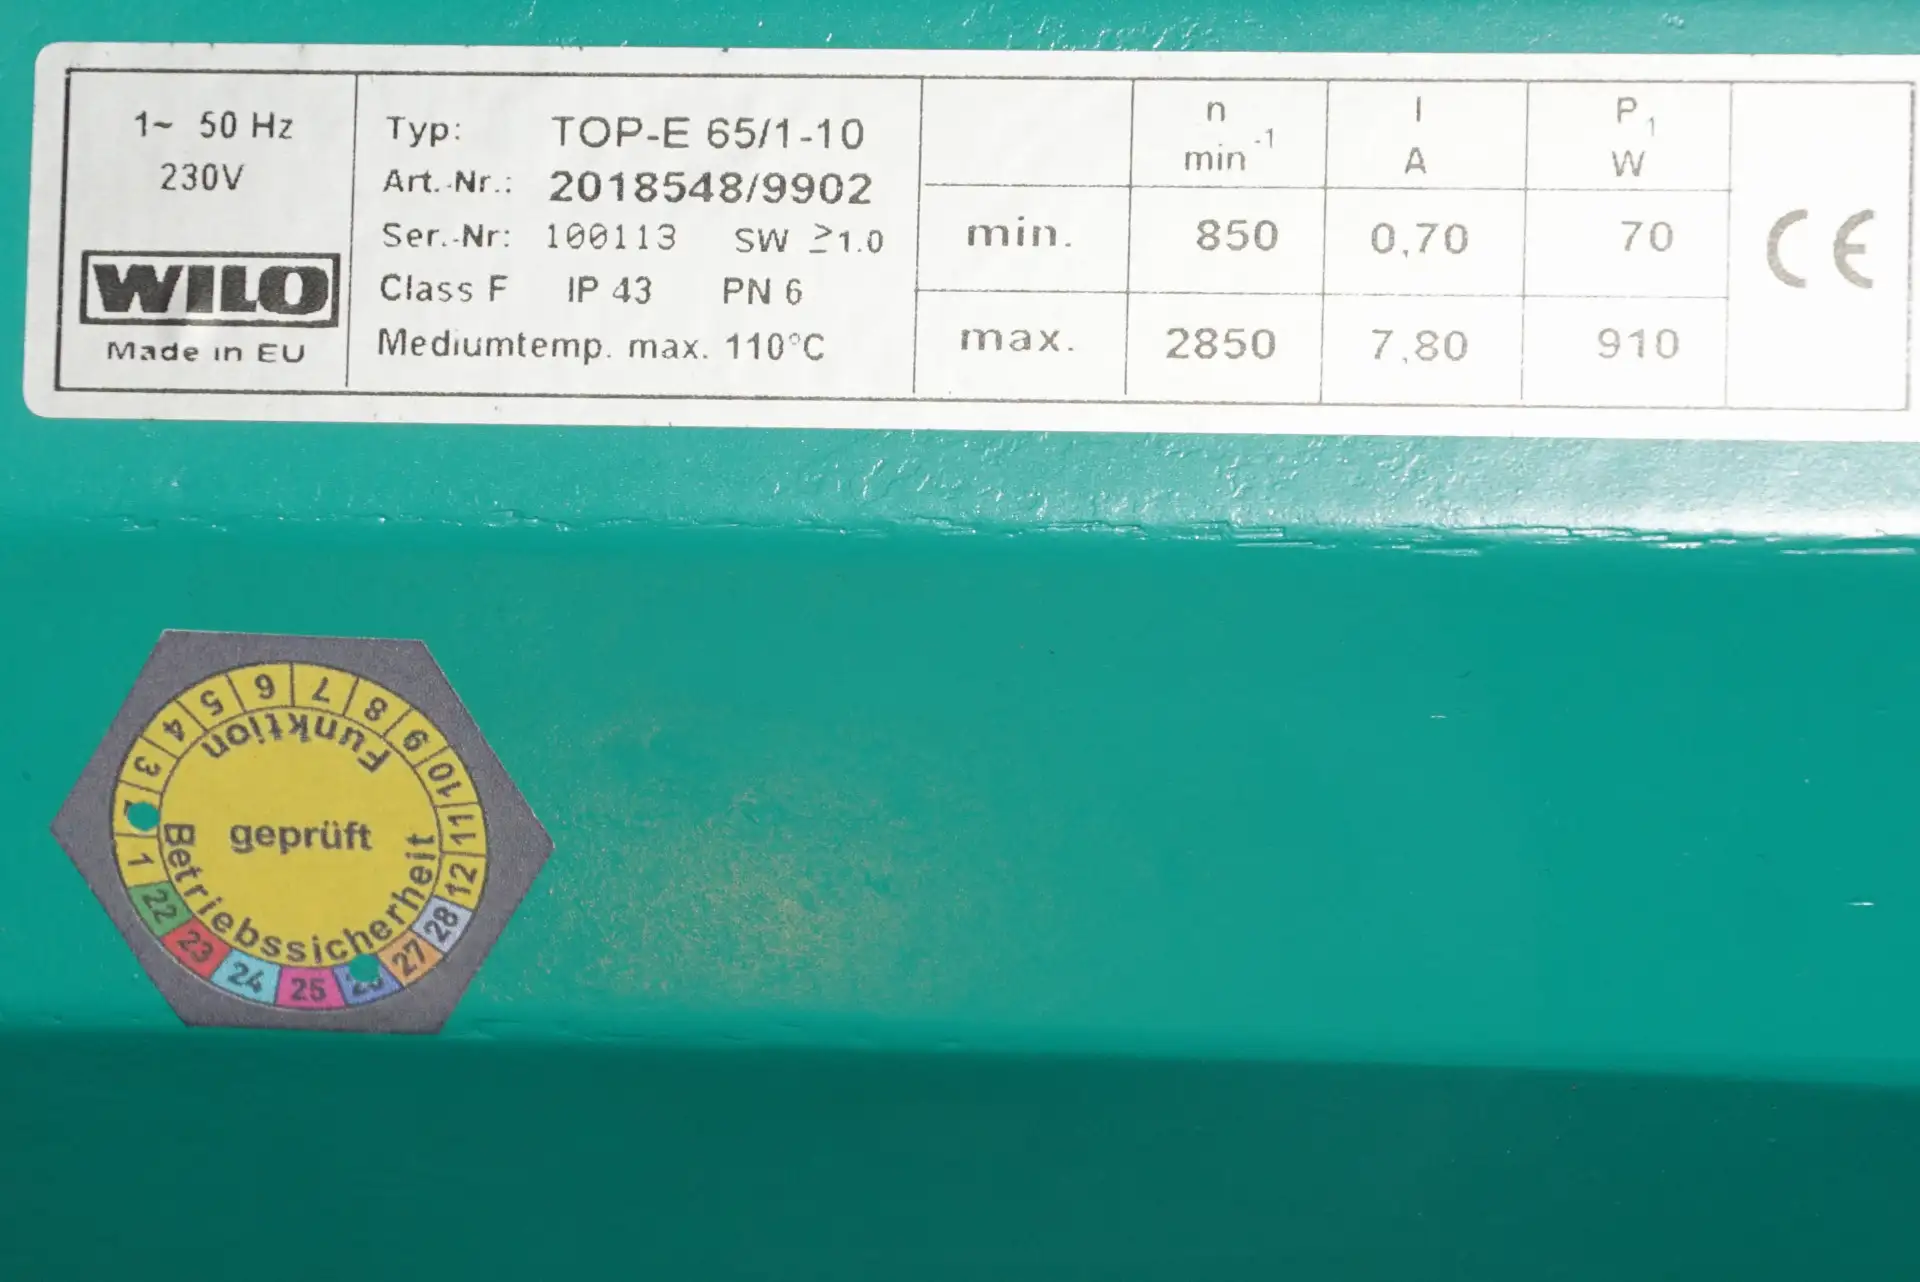 1~ 50 Hz
230V
WILO
Made in EU
Typ: TOP-E 65/1-10
Art.-Nr.: 2018548/9902
Ser.-Nr: 100113 SW ≥1.0
Class F IP 43 PN 6
Mediumtemp. max. 110°C
n I P1
min-1 A W
min. 850 0,70 70
max. 2850 7,80 910
CE
1 2 3 4 5 6 7 8 9 10 11 12
Funktion
geprüft
Betriebssicherheit
22 23 24 25 26 27 28